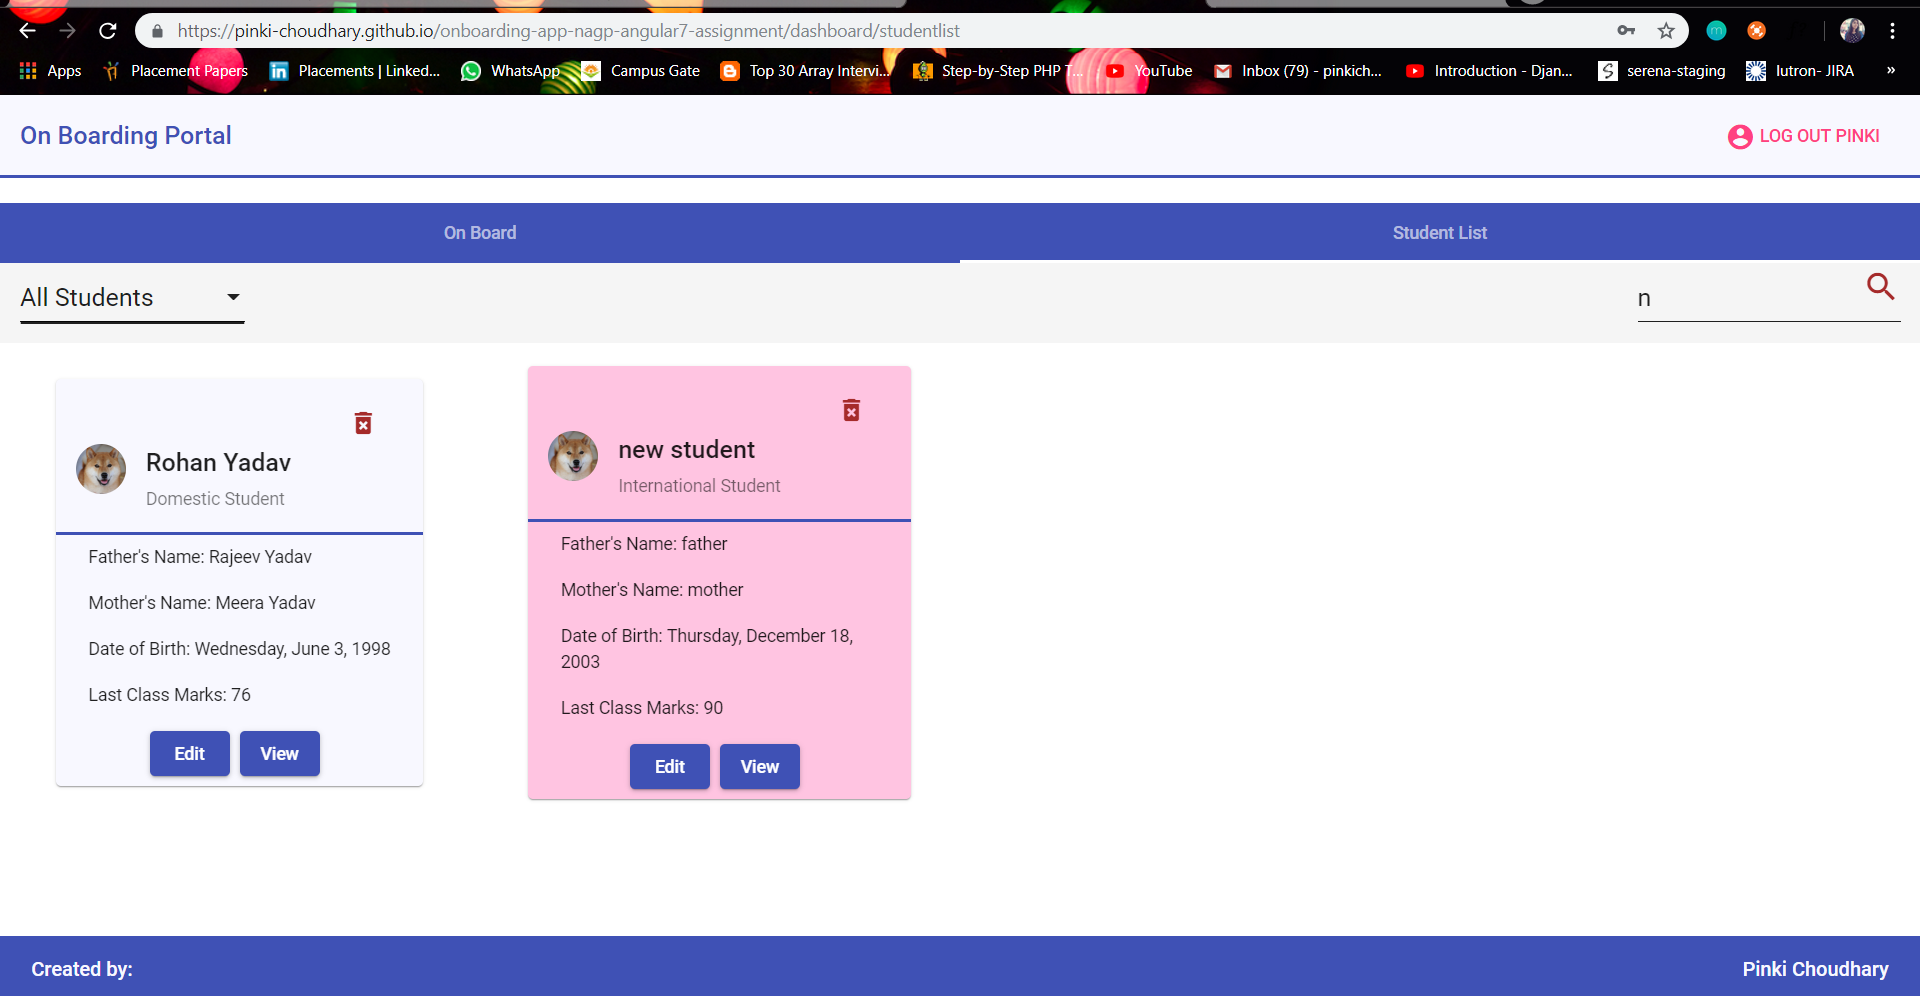 https://pinki-choudhary.github.io/onboarding-app-nagp-angular7-assignment/dashboard/studentlist
m
Apps Placement Papers Placements | Linked... WhatsApp Campus Gate Top 30 Array Intervi... Step-by-Step PHP T... YouTube Inbox (79) - pinkich... Introduction - Djan... serena-staging lutron- JIRA »
On Boarding Portal
LOG OUT PINKI
On Board
Student List
All Students
n
Rohan Yadav
Domestic Student
Father's Name: Rajeev Yadav
Mother's Name: Meera Yadav
Date of Birth: Wednesday, June 3, 1998
Last Class Marks: 76
Edit View
new student
International Student
Father's Name: father
Mother's Name: mother
Date of Birth: Thursday, December 18,
2003
Last Class Marks: 90
Edit View
Created by:
Pinki Choudhary